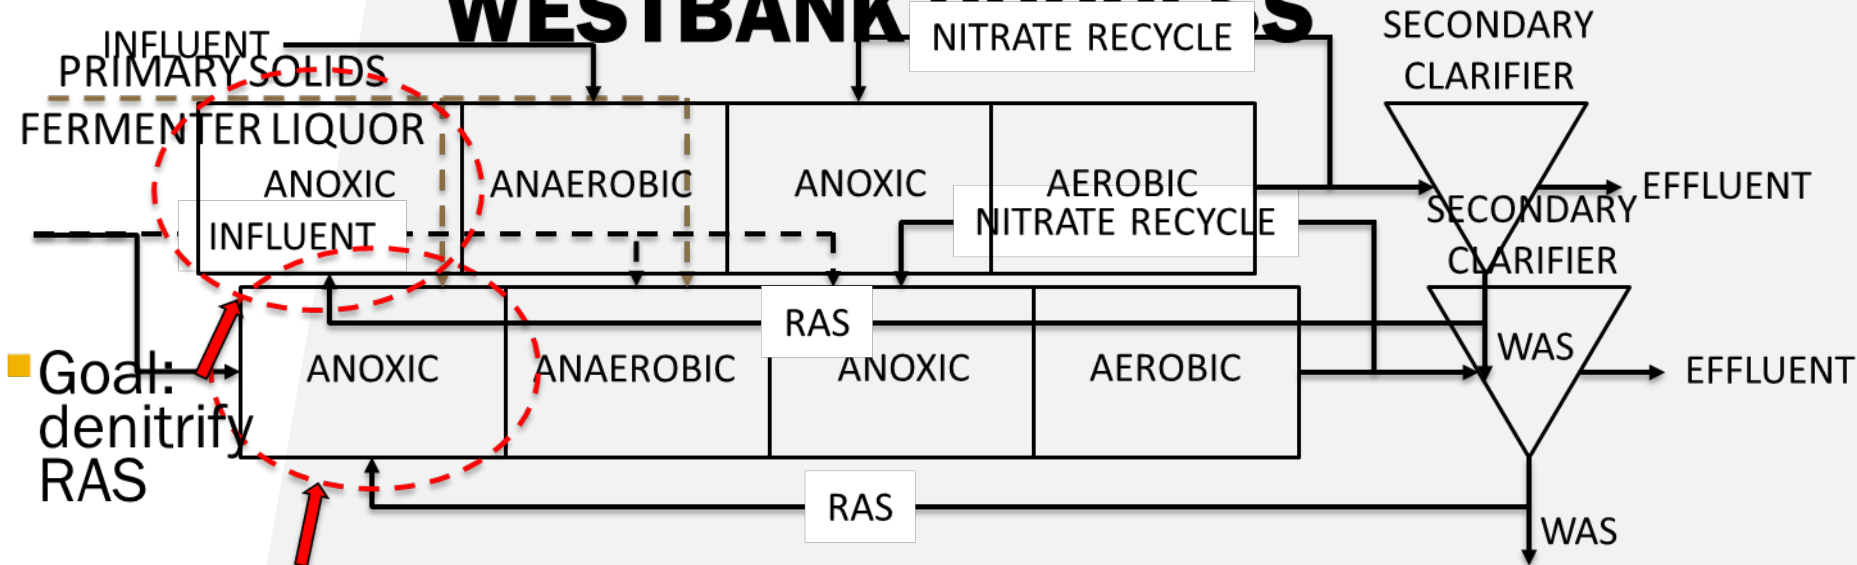 WESTBANK PROCESS
INFLUENT
NITRATE RECYCLE
SECONDARY
CLARIFIER
PRIMARY SOLIDS
FERMENTER LIQUOR
ANOXIC
ANAEROBIC
ANOXIC
AEROBIC
EFFLUENT
INFLUENT
NITRATE RECYCLE
SECONDARY
CLARIFIER
RAS
WAS
Goal:
denitrify
RAS
ANOXIC
ANAEROBIC
ANOXIC
AEROBIC
EFFLUENT
RAS
WAS